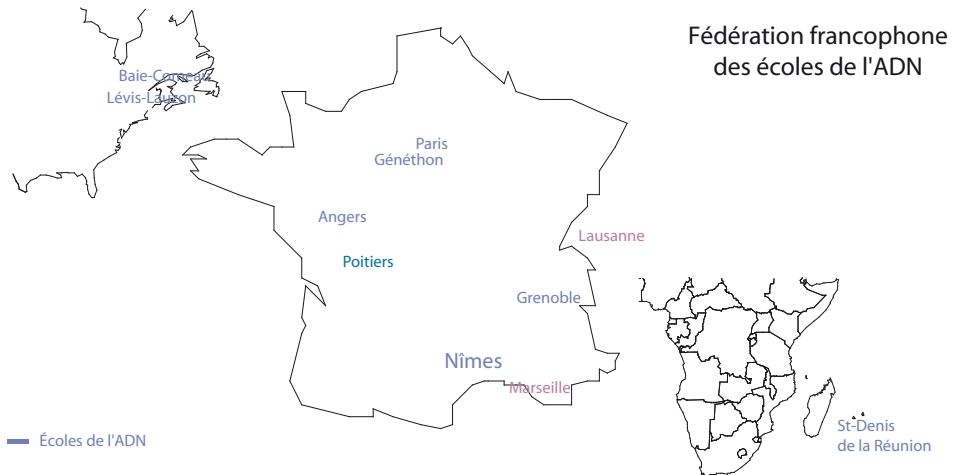 Fédération francophone
des écoles de l'ADN
Baie-Comeau
Lévis-Lauzon
Paris
Généthon
Angers
Lausanne
Poitiers
Grenoble
Nîmes
Marseille
St-Denis
de la Réunion
Écoles de l'ADN